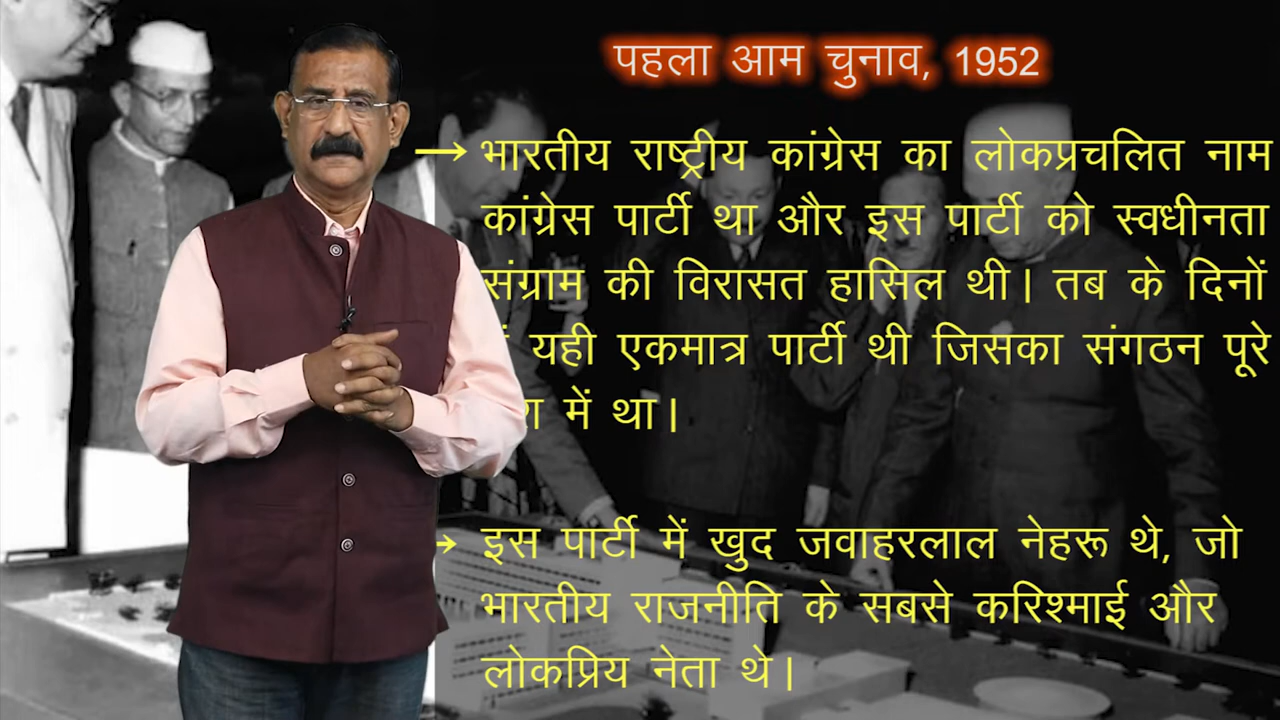 पहला आम चुनाव, 1952
→ भारतीय राष्ट्रीय कांग्रेस का लोकप्रचलित नाम
कांग्रेस पार्टी था और इस पार्टी को स्वधीनता
संग्राम की विरासत हासिल थी। तब के दिनों
यही एकमात्र पार्टी थी जिसका संगठन पूरे
में था।
→ इस पार्टी में खुद जवाहरलाल नेहरू थे, जो
भारतीय राजनीति के सबसे करिश्माई और
लोकप्रिय नेता थे।